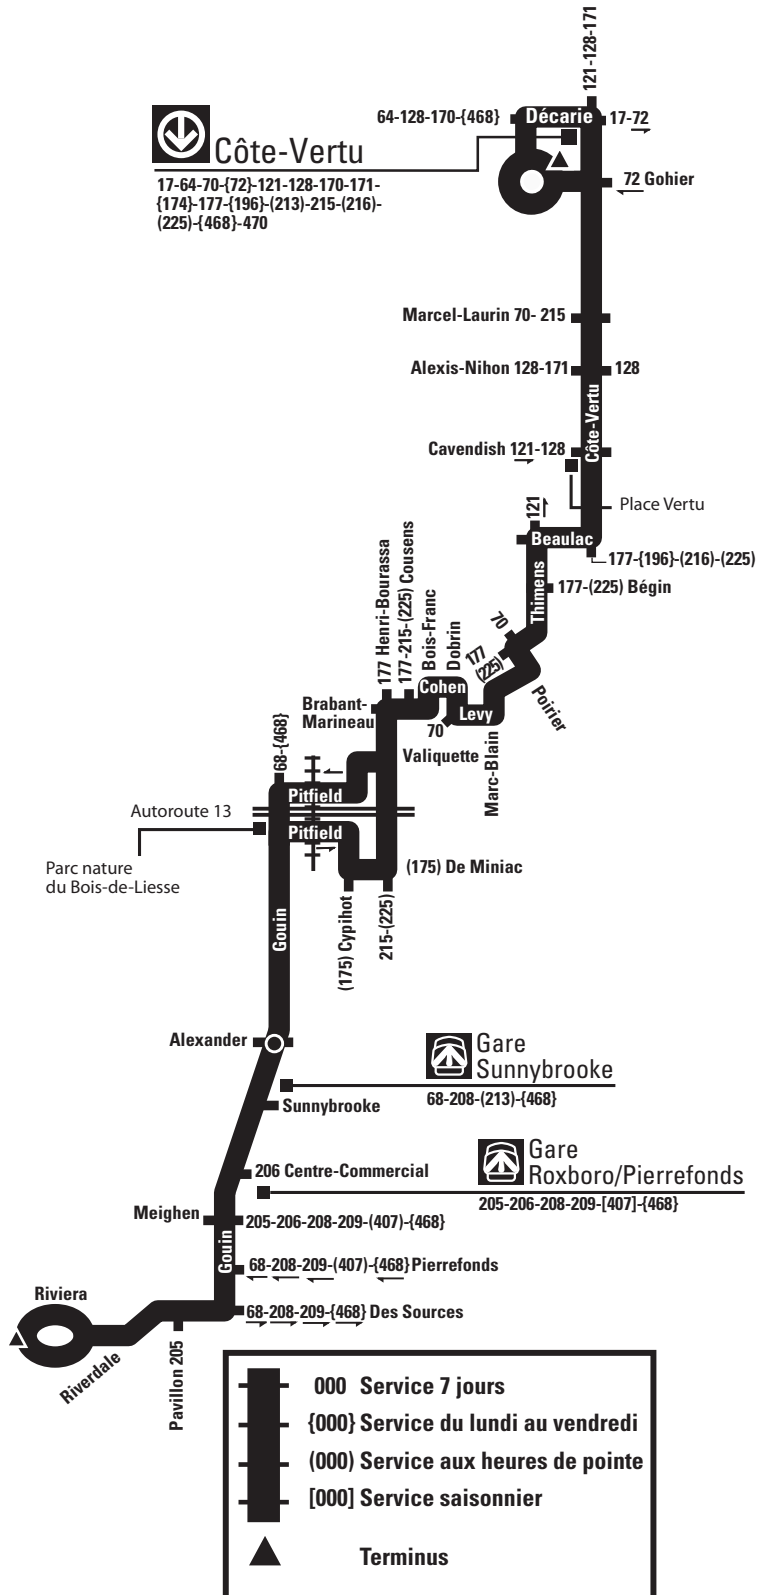 121-128-171
64-128-170-{468}
Décarie
17-72
Côte-Vertu
17-64-70-{72}-121-128-170-171-
{174}-177-{196}-(213)-215-(216)-
(225)-{468}-470
72 Gohier
Marcel-Laurin 70- 215
Alexis-Nihon 128-171
128
Côte-Vertu
Cavendish 121-128
Place Vertu
121
Beaulac
177-{196}-(216)-(225)
Thimens
177-(225) Bégin
70
177
(225)
Poirier
177 Henri-Bourassa
177-215-(225) Cousens
Bois-Franc
Dobrin
Cohen
Levy
70
Marc-Blain
Brabant-
Marineau
Valiquette
68-{468}
Pitfield
Autoroute 13
Pitfield
Parc nature
du Bois-de-Liesse
(175) De Miniac
(175) Cypihot
215-(225)
Gouin
Alexander
Gare
Sunnybrooke
68-208-(213)-{468}
Sunnybrooke
Gare
Roxboro/Pierrefonds
205-206-208-209-[407]-{468}
206 Centre-Commercial
Meighen
205-206-208-209-(407)-{468}
Gouin
68-208-209-(407)-{468} Pierrefonds
Riviera
68-208-209-{468} Des Sources
Riverdale
Pavillon 205
000 Service 7 jours
{000} Service du lundi au vendredi
(000) Service aux heures de pointe
[000] Service saisonnier
Terminus